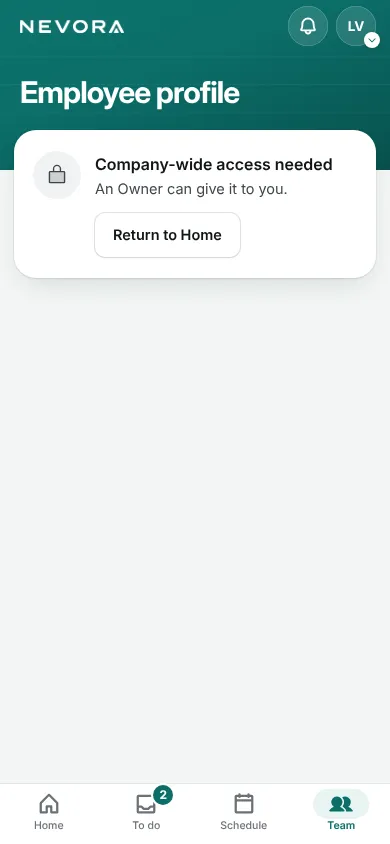 NEVORA
LV
Employee profile
Company-wide access needed
An Owner can give it to you.
Return to Home
2
Home
To do
Schedule
Team